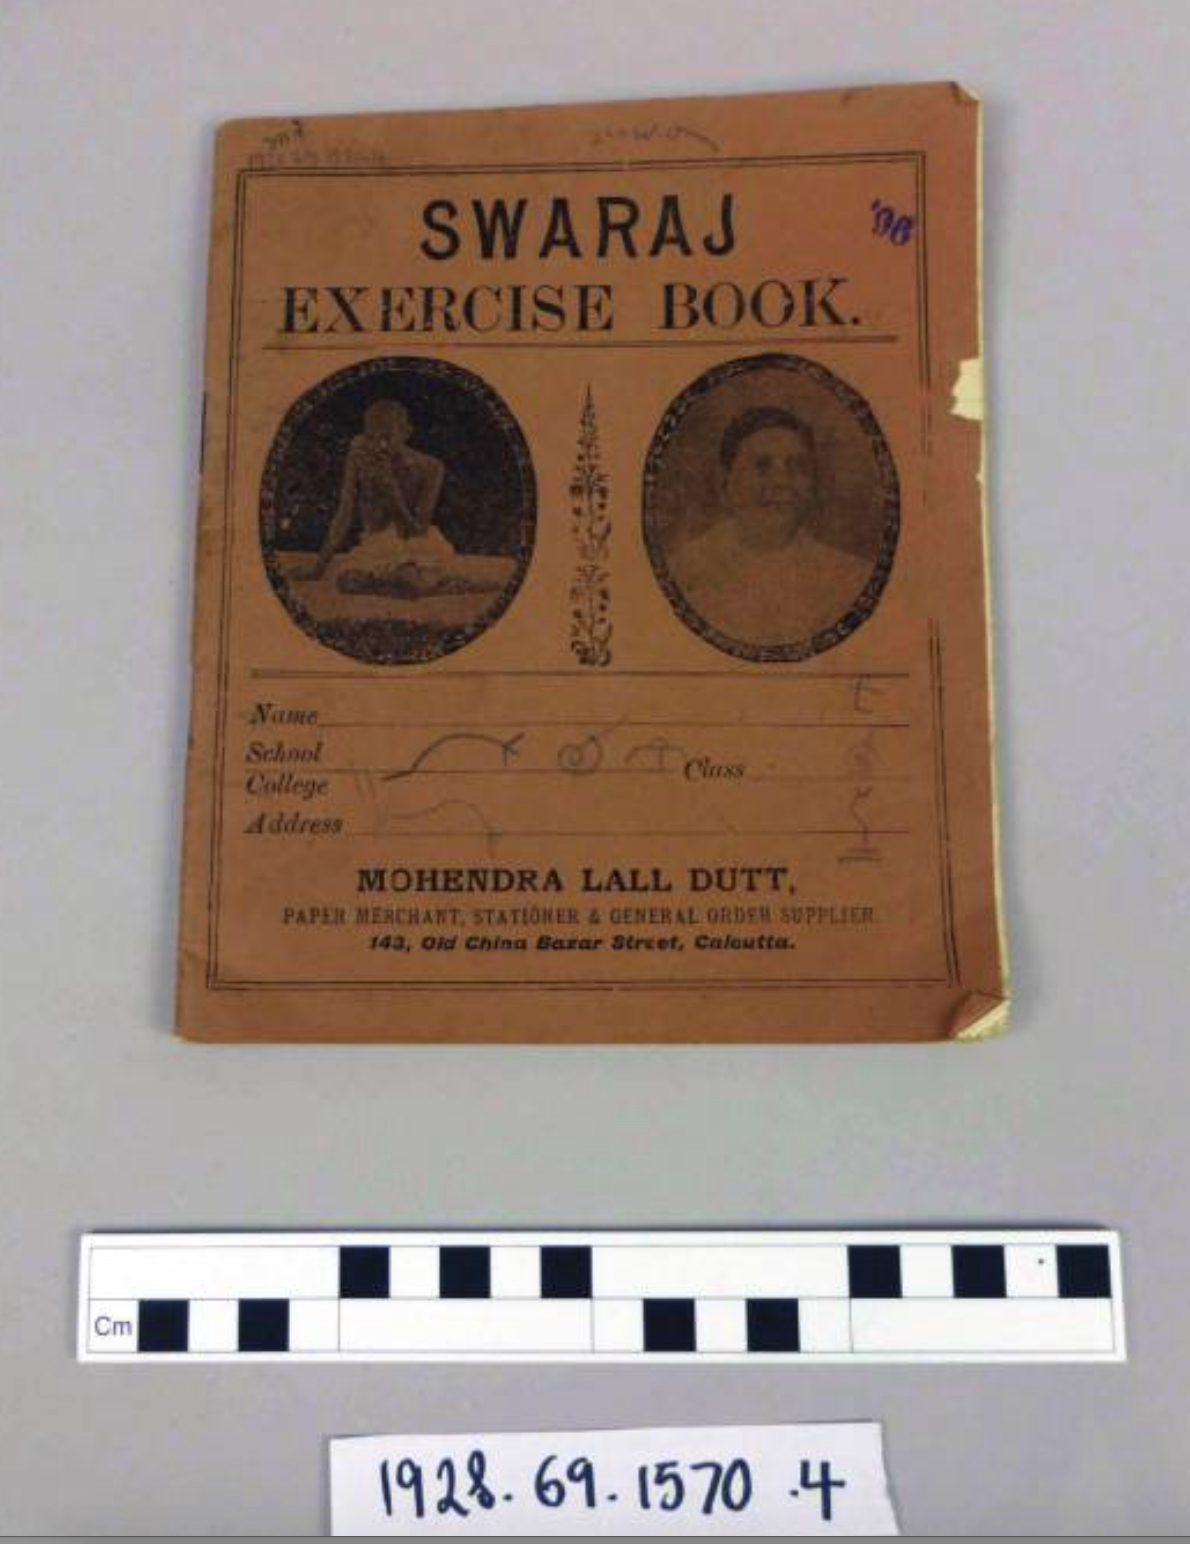 SWARAJ
EXERCISE BOOK.
Name
School
Class
College
Address
MOHENDRA LALL DUTT,
PAPER MERCHANT, STATIONER & GENERAL ORDER SUPPLIER
143, Old China Bazar Street, Calcutta.
Cm
1928.69.1570.4